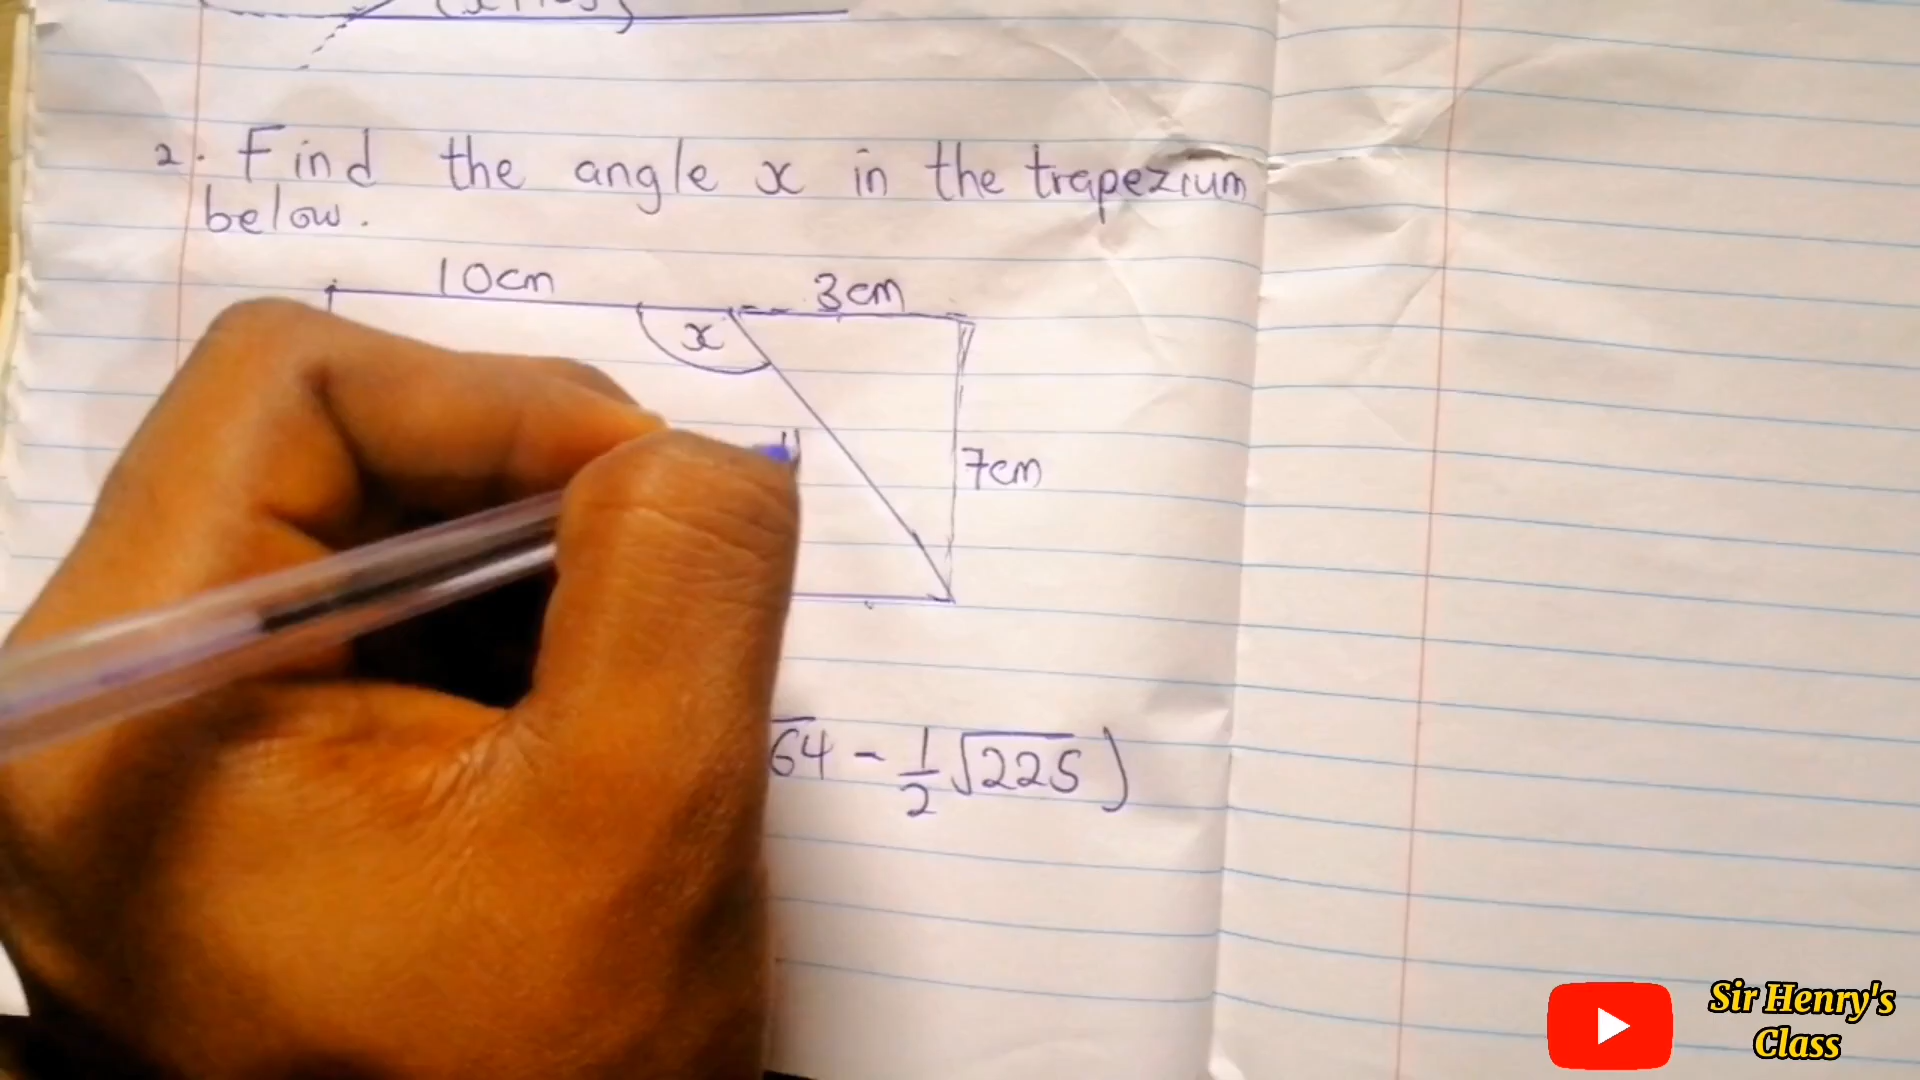 2. Find the angle x in the trapezium
below.
10cm
3cm
x
7cm
64 - 1/2 √225 )
Sir Henry's
Class